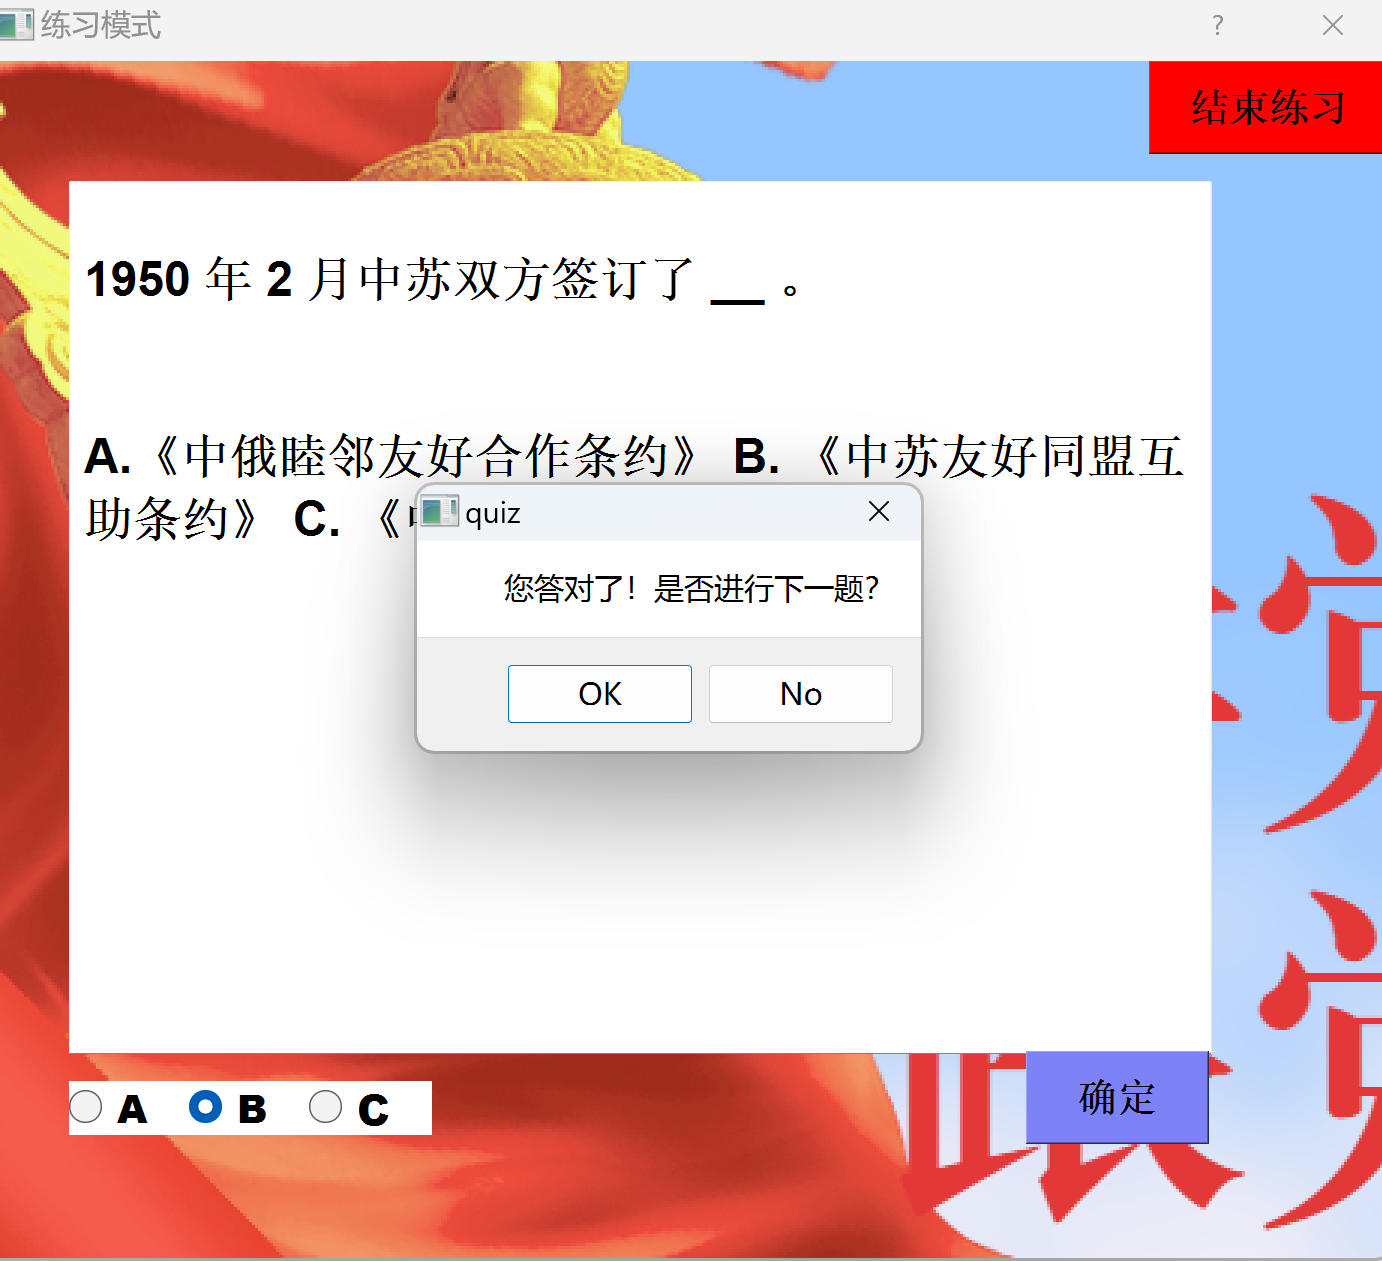 练习模式
结束练习
1950 年 2 月中苏双方签订了 __ 。
A.《中俄睦邻友好合作条约》 B. 《中苏友好同盟互
助条约》 C. 《
quiz
您答对了！是否进行下一题？
OK No
A B C
确定